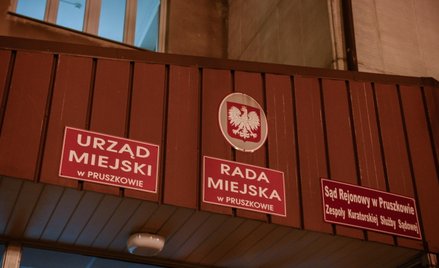 URZĄD
MIEJSKI
W PRUSZKOWIE
RADA
MIEJSKA
W PRUSZKOWIE
Sąd Rejonowy w Pruszkowie
Zespoły Kuratorskiej Służby Sądowej